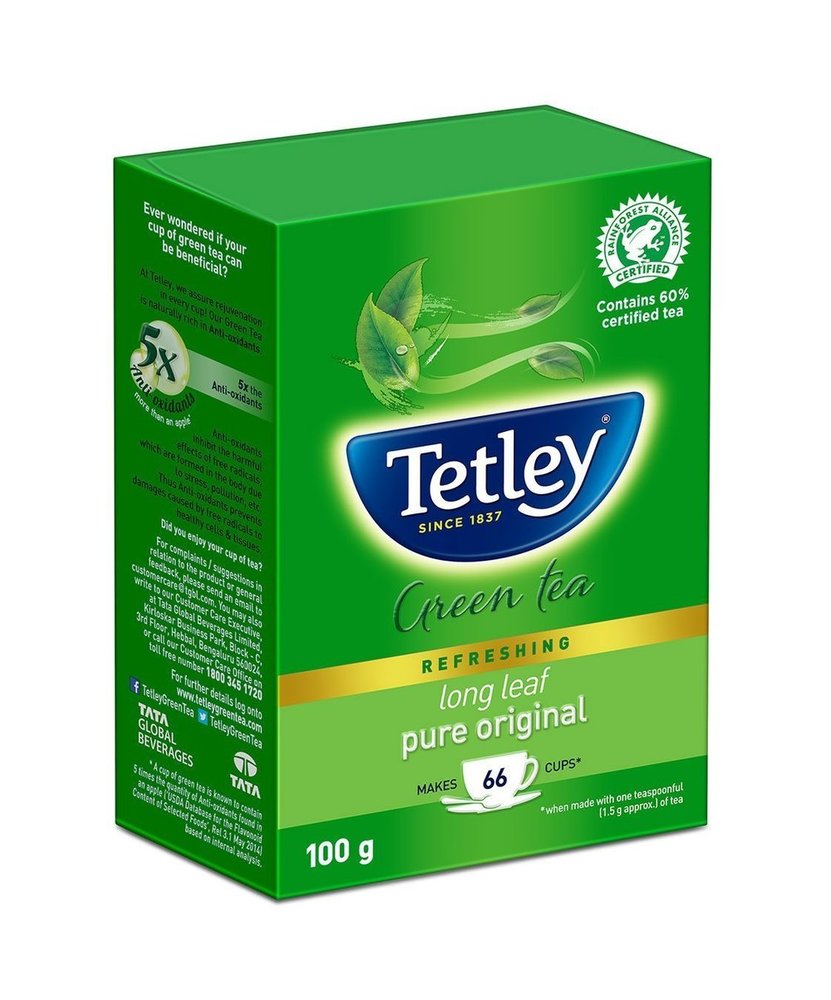 Ever wondered if your
cup of green tea can
be beneficial?
At Tetley, we assure rejuvenation
in every cup! Our Green Tea
is naturally rich in Anti-oxidants.
5x
Anti oxidants
more than an apple*
5x the
Anti-oxidants
Anti-oxidants
inhibit the harmful
effects of free radicals,
which are formed in the body due
to stress, pollution, etc.
Thus Anti-oxidants prevents
damages caused by free radicals to
healthy cells & tissues.
Did you enjoy your cup of tea?
For complaints / suggestions in
relation to the product or general
feedback, please send an email to
customercare@tgbl.com. You may also
write to our Customer Care Executive,
at Tata Global Beverages Limited,
Kirloskar Business Park, Block - C,
3rd Floor, Hebbal, Bengaluru 560024,
or call our Customer Care Office on
toll free number 1800 345 1720
For further details log onto
www.tetleygreentea.com
TetleyGreenTea
TetleyGreenTea
TATA
GLOBAL
BEVERAGES
TATA
*A cup of green tea is known to contain
5 times the quantity of Anti-oxidants found in
an apple ('USDA Database for the Flavonoid
Content of Selected Foods', Rel 3.1 May 2014)
based on internal analysis.
RAINFOREST ALLIANCE
CERTIFIED
Contains 60%
certified tea
Tetley®
SINCE 1837
Green tea
REFRESHING
long leaf
pure original
MAKES 66 CUPS*
*when made with one teaspoonful
(1.5 g approx.) of tea
100 g